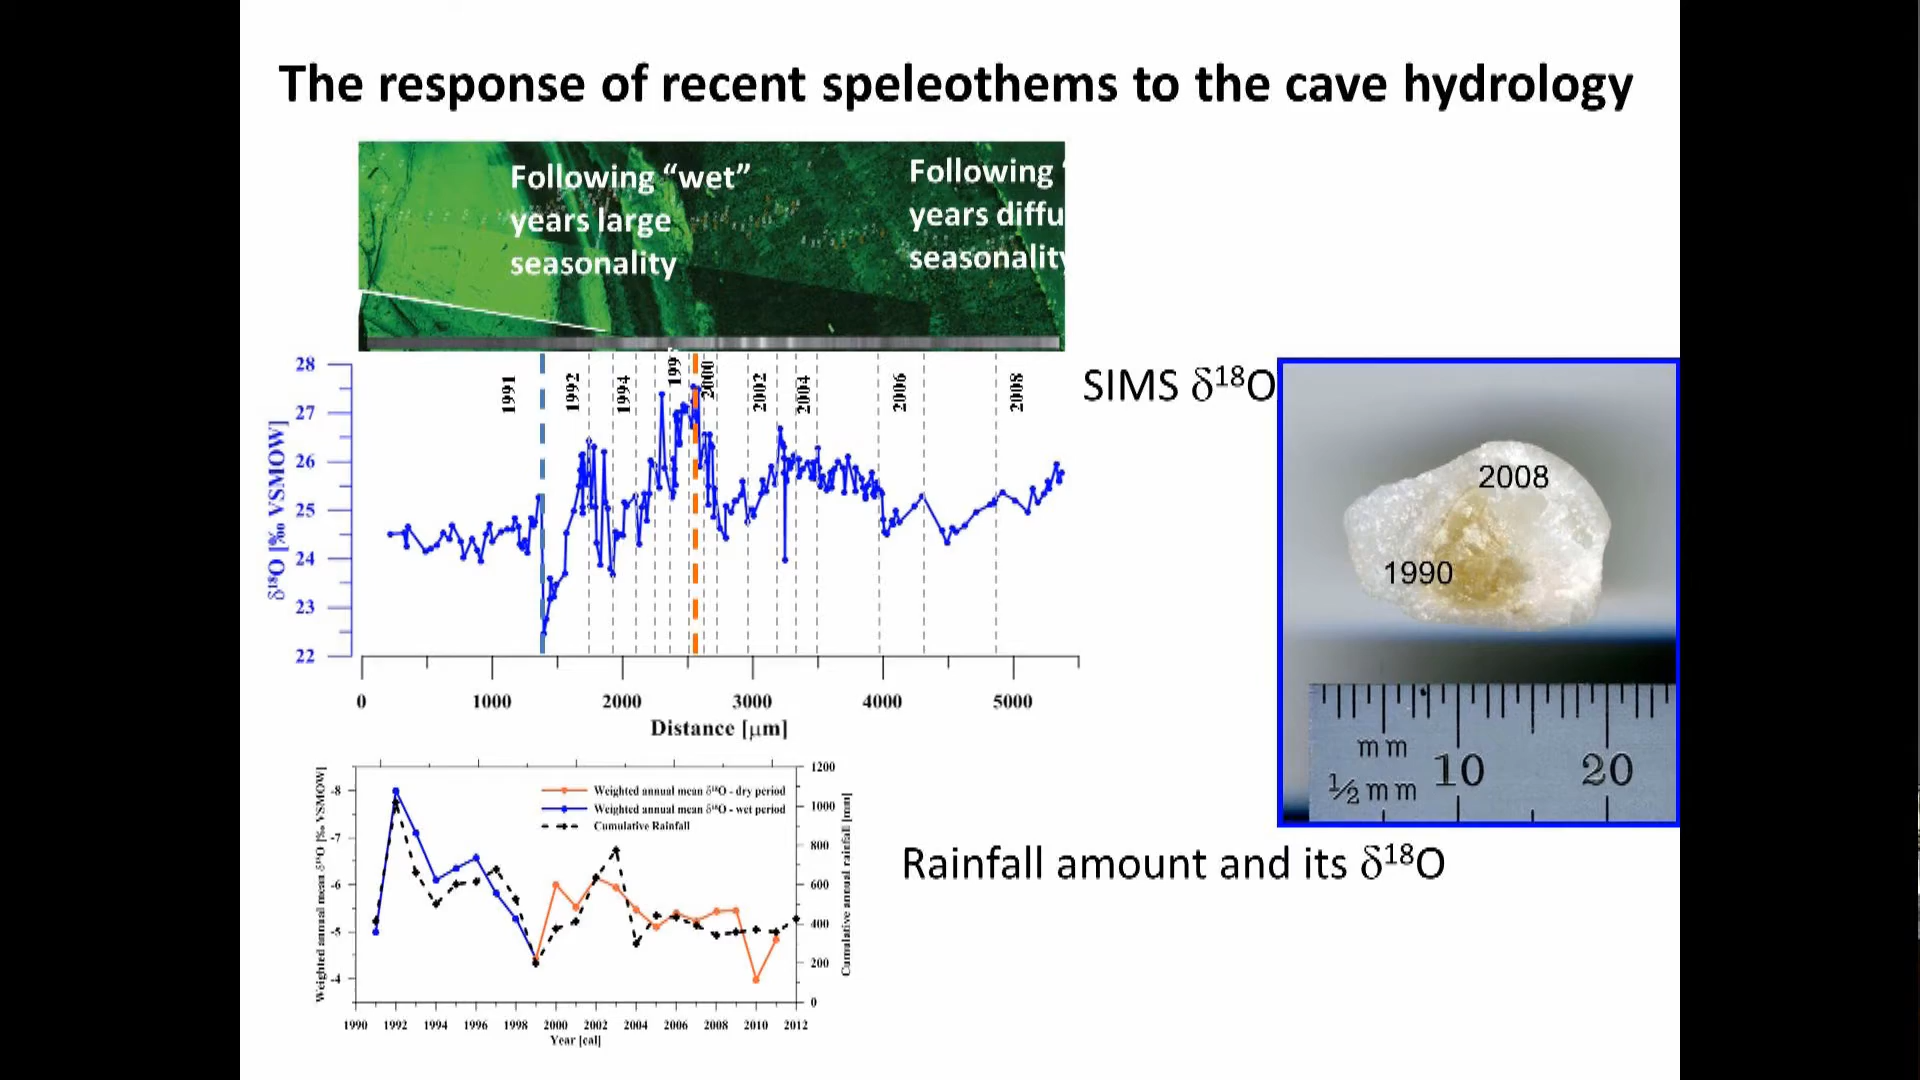 The response of recent speleothems to the cave hydrology
Following “wet”
years large
seasonality
Following
years diffu
seasonality
28
27
26
25
24
23
22
δ¹⁸O [‰ VSMOW]
1991
1992
1994
199
2000
2002
2004
2006
2008
0 1000 2000 3000 4000 5000
Distance [µm]
SIMS δ¹⁸O
2008
1990
mm
½ mm
10
20
Weighted annual mean δ¹⁸O [‰ VSMOW]
-8
-7
-6
-5
-4
Weighted annual mean δ¹⁸O - dry period
Weighted annual mean δ¹⁸O - wet period
Cumulative Rainfall
1200
1000
800
600
400
200
0
Cumulative annual rainfall [mm]
1990 1992 1994 1996 1998 2000 2002 2004 2006 2008 2010 2012
Year [cal]
Rainfall amount and its δ¹⁸O